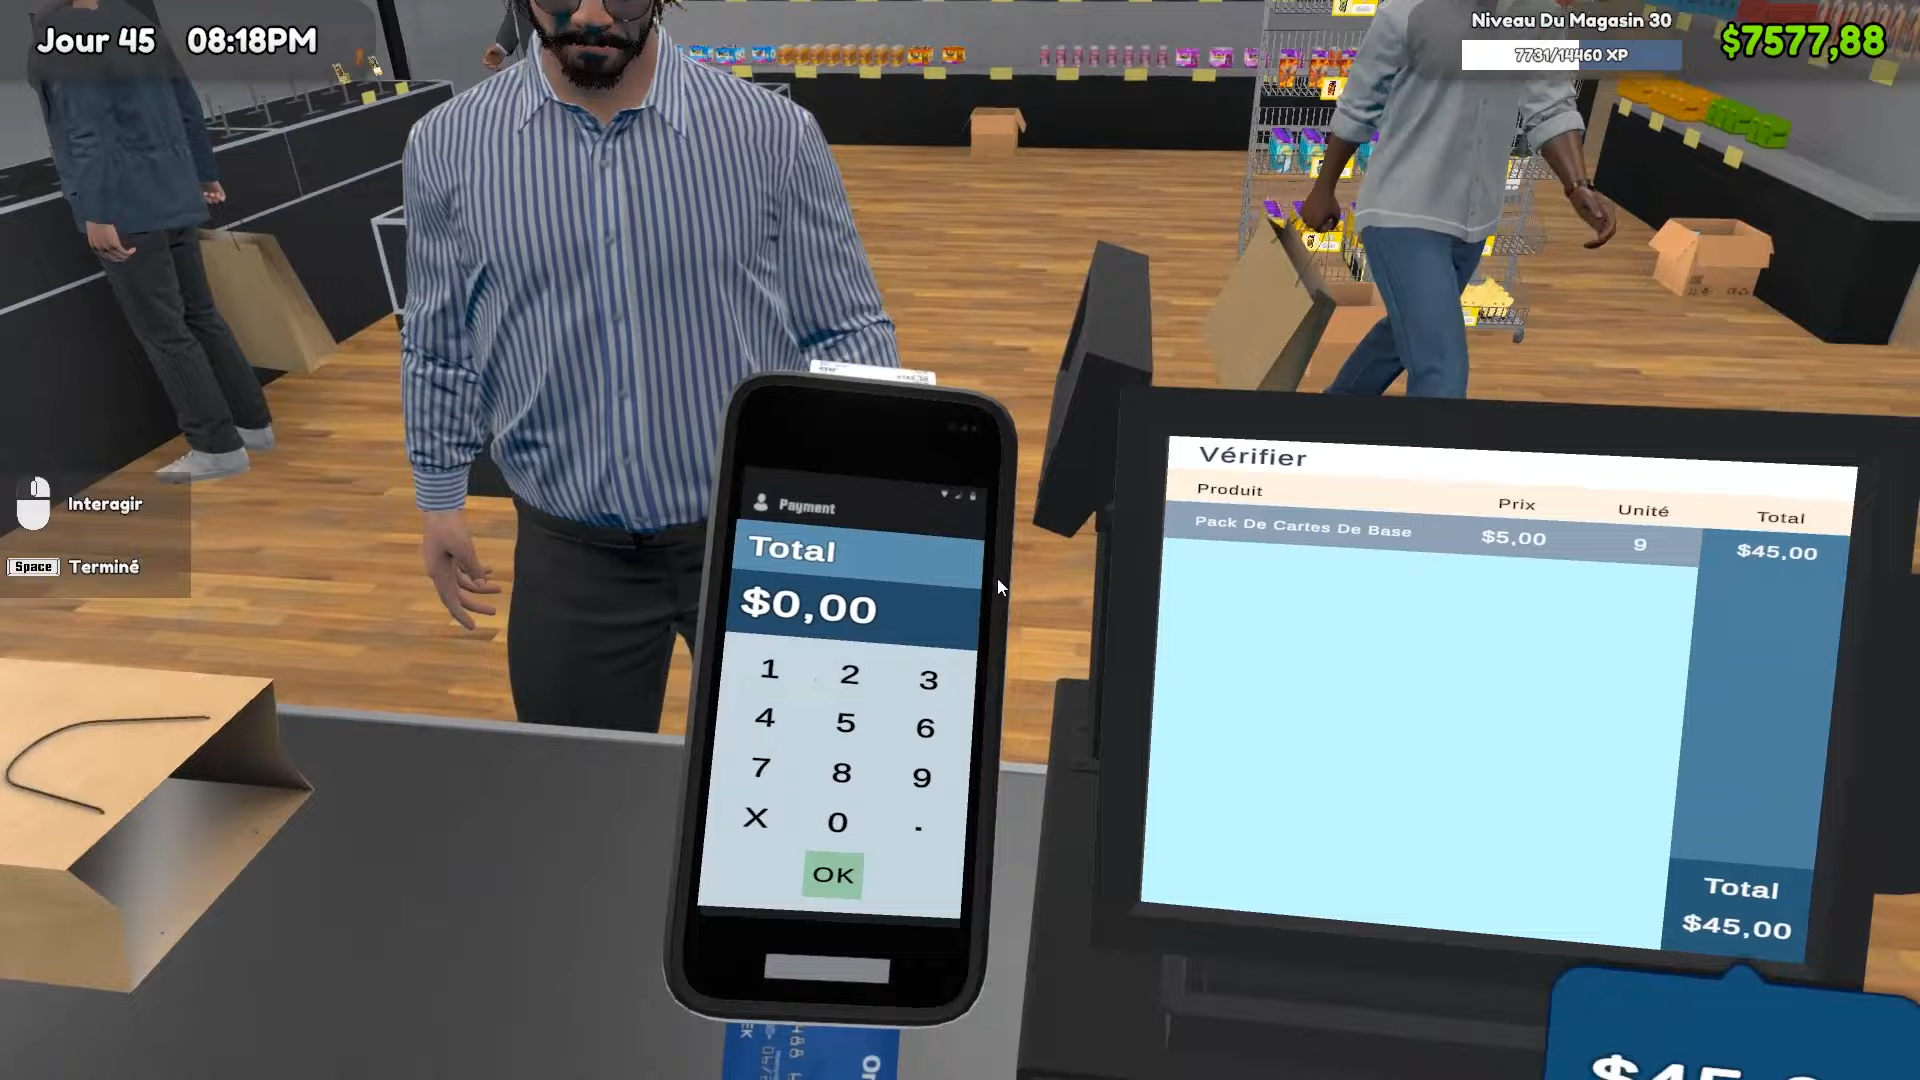 Jour 45 08:18PM
Niveau Du Magasin 30
7731/14460 XP
$7577,88
Interagir
Space Terminé
Payment
Total
$0,00
1 2 3
4 5 6
7 8 9
X 0 .
OK
Vérifier
Produit Prix Unité Total
Pack De Cartes De Base $5,00 9 $45,00
Total
$45,00